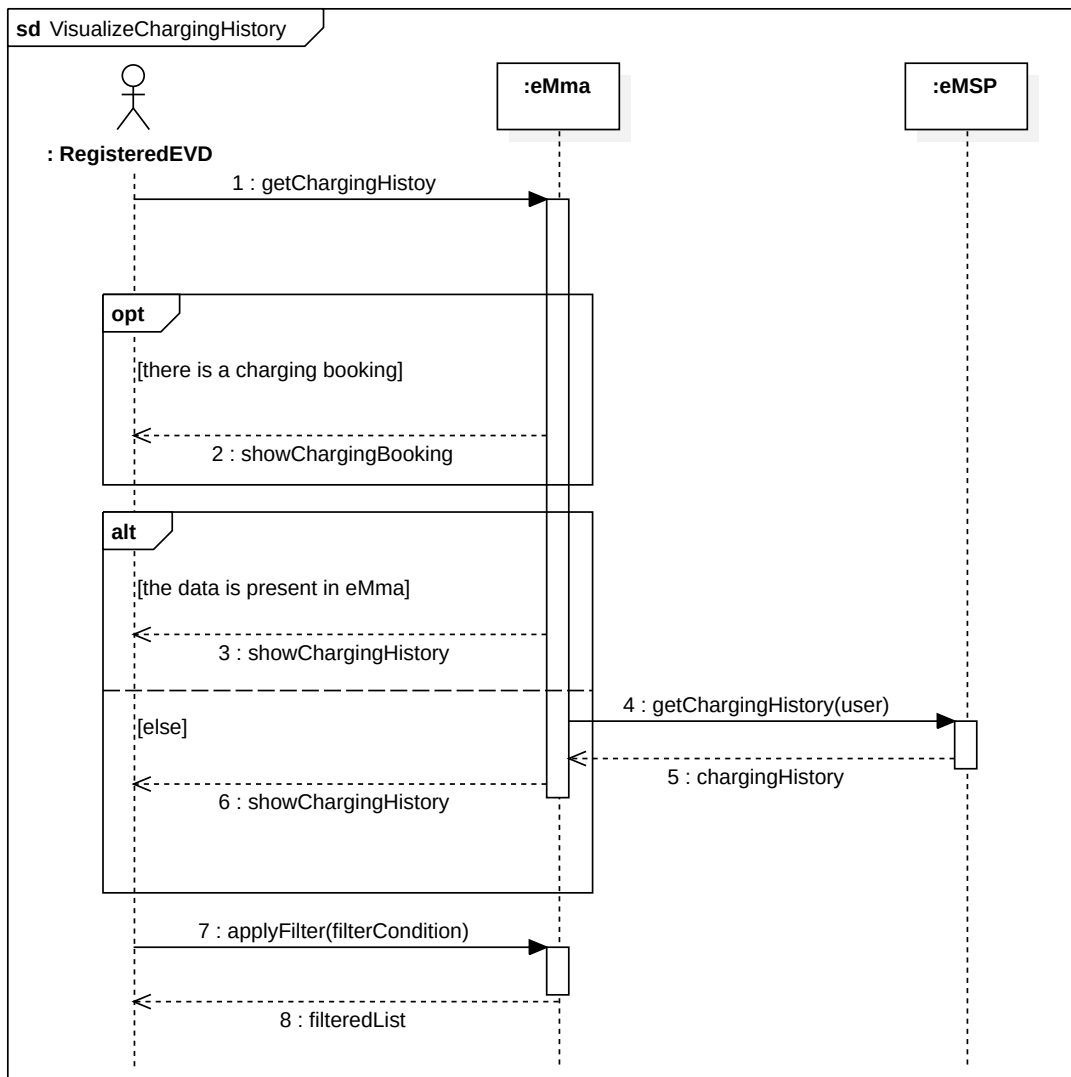 sd VisualizeChargingHistory
:eMma
:eMSP
: RegisteredEVD
1 : getChargingHistoy
opt
[there is a charging booking]
2 : showChargingBooking
alt
[the data is present in eMma]
3 : showChargingHistory
4 : getChargingHistory(user)
[else]
5 : chargingHistory
6 : showChargingHistory
7 : applyFilter(filterCondition)
8 : filteredList